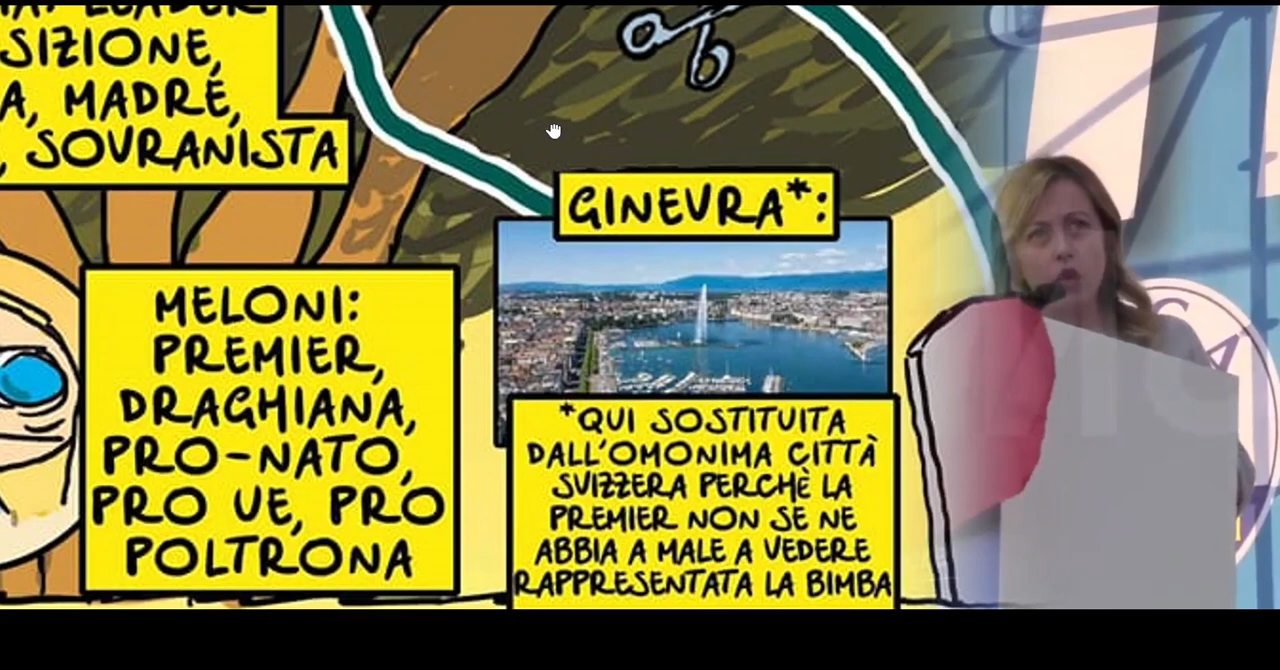 SIZIONE,
A, MADRE,
, SOVRANISTA
MELONI:
PREMIER,
DRAGHIANA,
PRO-NATO,
PRO UE, PRO
POLTRONA
GINEVRA*:
*QUI SOSTITUITA
DALL'OMONIMA CITTÀ
SVIZZERA PERCHÈ LA
PREMIER NON SE NE
ABBIA A MALE A VEDERE
RAPPRESENTATA LA BIMBA